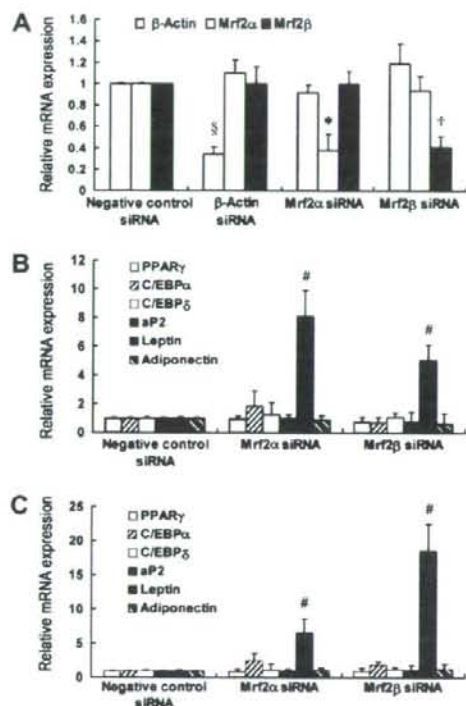 A
β-Actin Mrf2α Mrf2β
Relative mRNA expression
1.6
1.4
1.2
1
0.8
0.6
0.4
0.2
0
§
*
†
Negative control siRNA
β-Actin siRNA
Mrf2α siRNA
Mrf2β siRNA
B
Relative mRNA expression
12
10
8
6
4
2
0
PPARγ
C/EBPα
C/EBPδ
aP2
Leptin
Adiponectin
#
#
Negative control siRNA
Mrf2α siRNA
Mrf2β siRNA
C
Relative mRNA expression
25
20
15
10
5
0
PPARγ
C/EBPα
C/EBPδ
aP2
Leptin
Adiponectin
#
#
Negative control siRNA
Mrf2α siRNA
Mrf2β siRNA